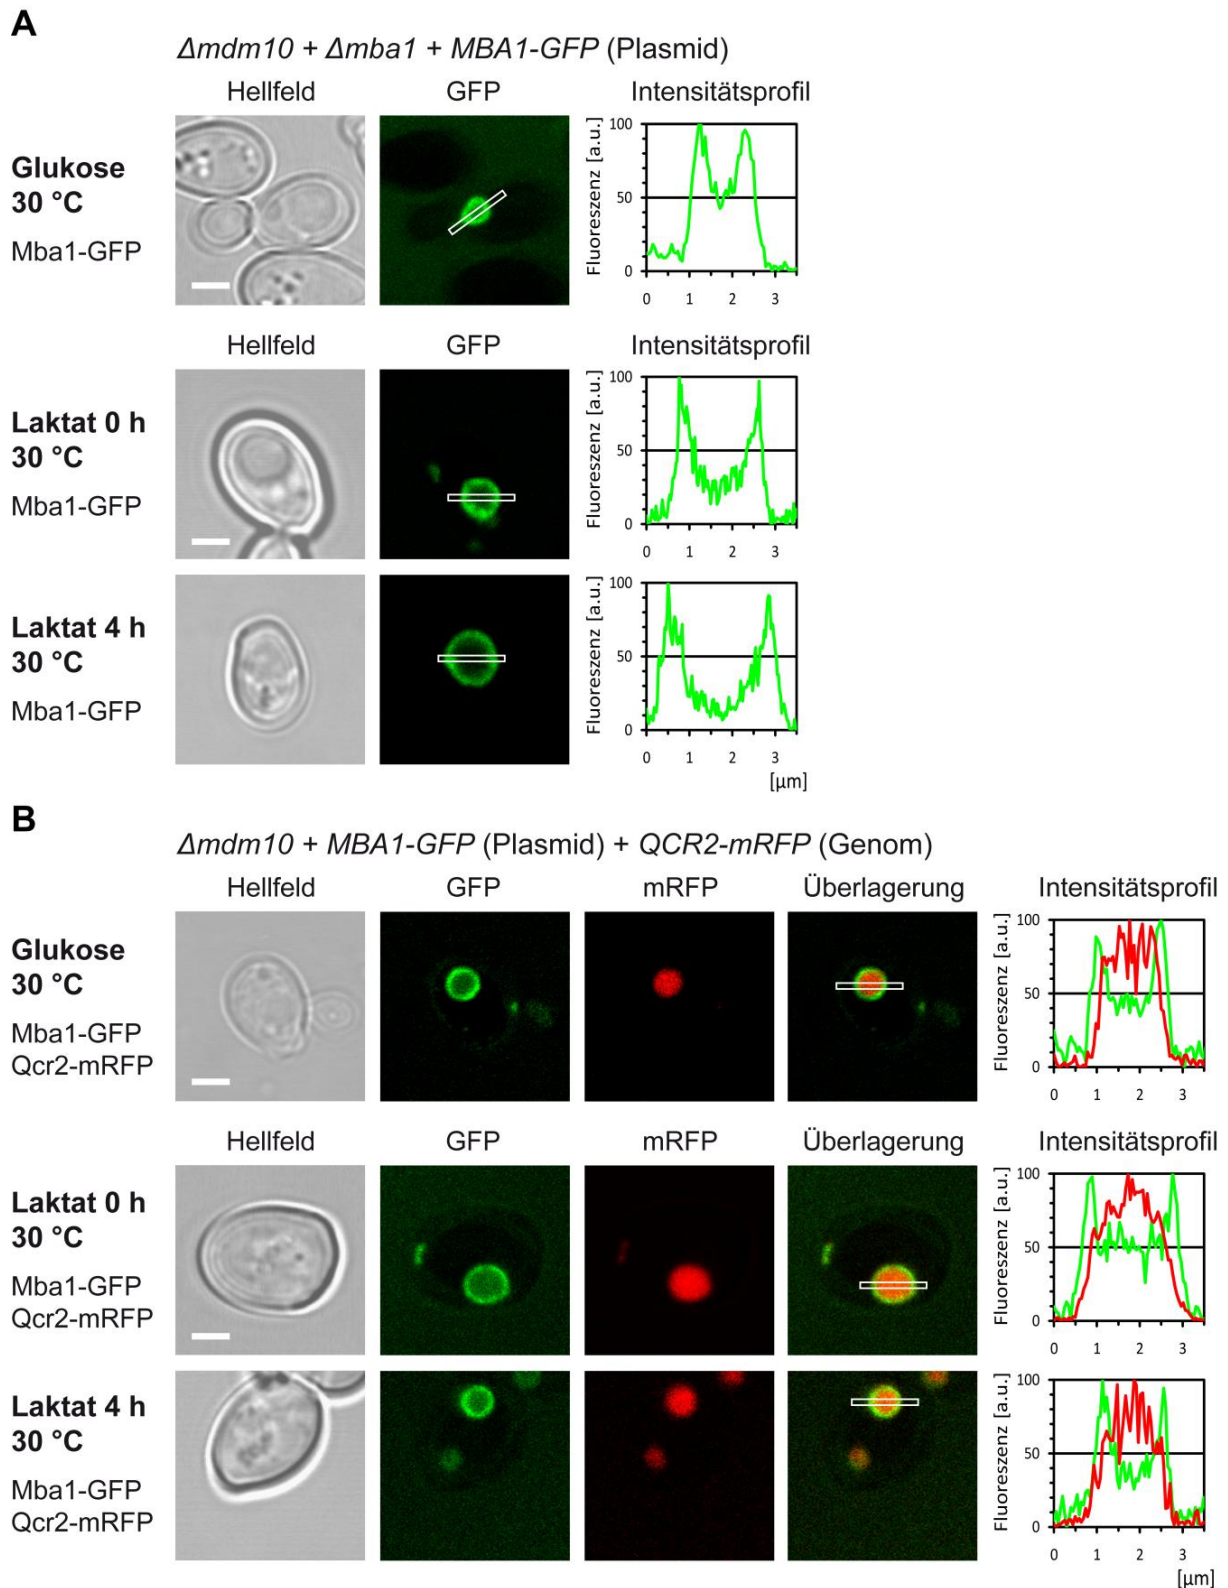 A
Δmdm10 + Δmba1 + MBA1-GFP (Plasmid)
Hellfeld GFP Intensitätsprofil
Glukose
30 °C
Mba1-GFP
Fluoreszenz [a.u.]
100
50
0
0 1 2 3
Hellfeld GFP Intensitätsprofil
Laktat 0 h
30 °C
Mba1-GFP
Fluoreszenz [a.u.]
100
50
0
0 1 2 3
Laktat 4 h
30 °C
Mba1-GFP
Fluoreszenz [a.u.]
100
50
0
0 1 2 3
[µm]
B
Δmdm10 + MBA1-GFP (Plasmid) + QCR2-mRFP (Genom)
Hellfeld GFP mRFP Überlagerung Intensitätsprofil
Glukose
30 °C
Mba1-GFP
Qcr2-mRFP
Fluoreszenz [a.u.]
100
50
0
0 1 2 3
Hellfeld GFP mRFP Überlagerung Intensitätsprofil
Laktat 0 h
30 °C
Mba1-GFP
Qcr2-mRFP
Fluoreszenz [a.u.]
100
50
0
0 1 2 3
Laktat 4 h
30 °C
Mba1-GFP
Qcr2-mRFP
Fluoreszenz [a.u.]
100
50
0
0 1 2 3
[µm]